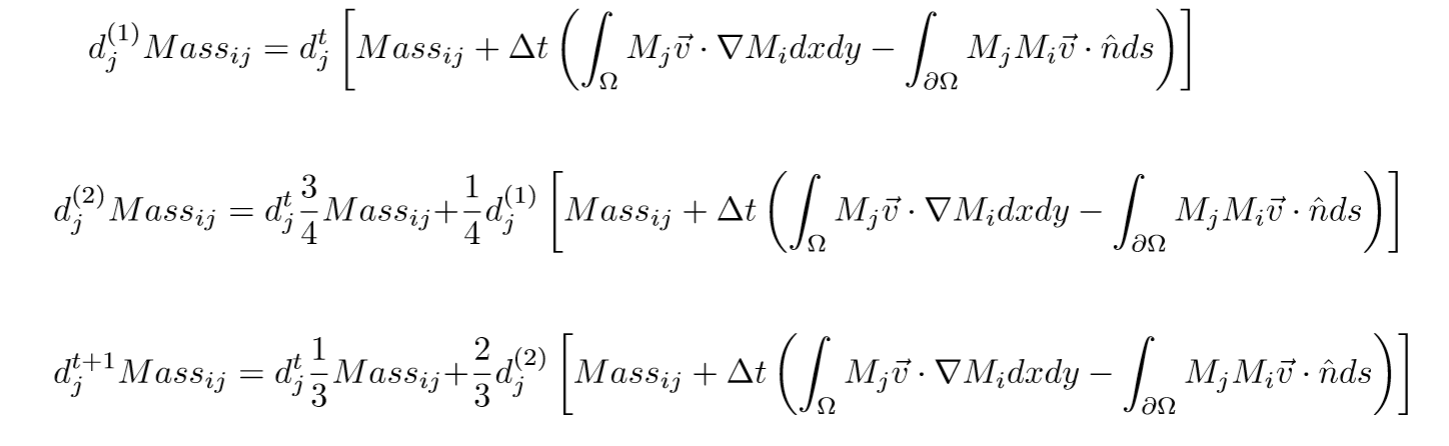 $d_j^{(1)} Mass_{ij} = d_j^t \left[ Mass_{ij} + \Delta t \left( \int_{\Omega} M_j \vec{v} \cdot \nabla M_i dxdy - \int_{\partial\Omega} M_j M_i \vec{v} \cdot \hat{n} ds \right) \right]$
$d_j^{(2)} Mass_{ij} = d_j^t \frac{3}{4} Mass_{ij} + \frac{1}{4} d_j^{(1)} \left[ Mass_{ij} + \Delta t \left( \int_{\Omega} M_j \vec{v} \cdot \nabla M_i dxdy - \int_{\partial\Omega} M_j M_i \vec{v} \cdot \hat{n} ds \right) \right]$
$d_j^{t+1} Mass_{ij} = d_j^t \frac{1}{3} Mass_{ij} + \frac{2}{3} d_j^{(2)} \left[ Mass_{ij} + \Delta t \left( \int_{\Omega} M_j \vec{v} \cdot \nabla M_i dxdy - \int_{\partial\Omega} M_j M_i \vec{v} \cdot \hat{n} ds \right) \right]$